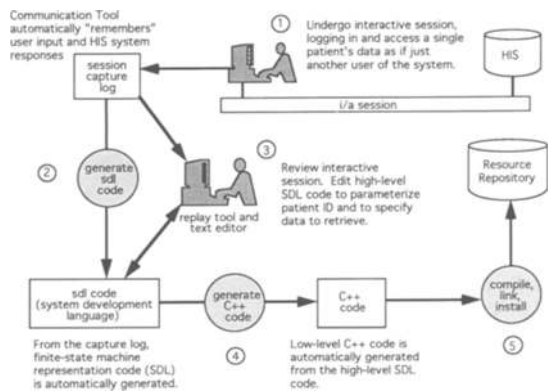 Communication Tool
automatically "remembers"
user input and HIS system
responses
1
Undergo interactive session,
logging in and access a single
patient's data as if just
another user of the system.
HIS
session
capture
log
i/a session
2
generate
sdl
code
3
Review interactive
session. Edit high-level
SDL code to parameterize
patient ID and to specify
data to retrieve.
replay tool and
text editor
Resource
Repository
sdl code
(system development
language)
generate
C++
code
C++
code
compile,
link,
install
From the capture log,
finite-state machine
representation code (SDL)
is automatically generated.
4
Low-level C++ code is
automatically generated
from the high-level SDL
code.
5